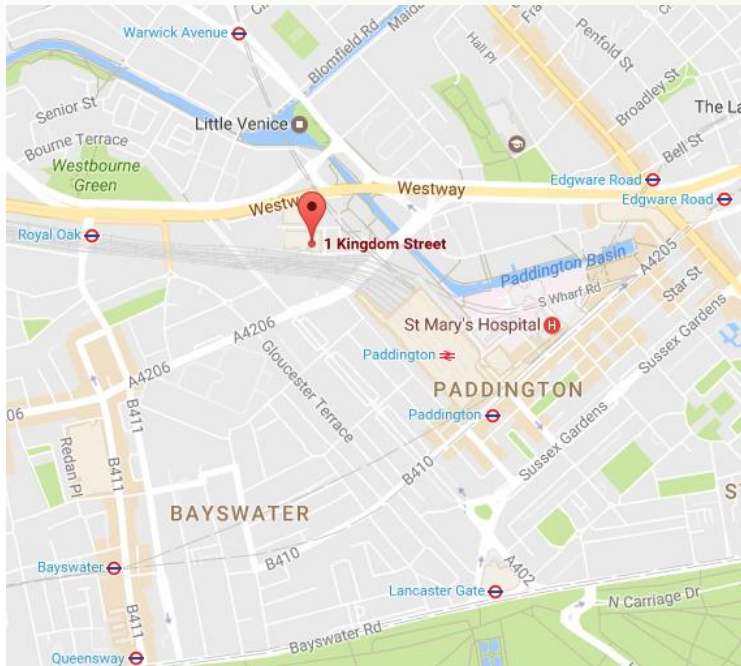 Warwick Avenue
Blomfield Rd
Hall Pl
Penfold St
Broadley St
Senior St
Little Venice
The La
Bourne Terrace
Bell St
Westbourne
Green
Edgware Road
Westway
Westw
Edgware Road
Royal Oak
1 Kingdom Street
Paddington Basin
A4205
S Wharf Rd
Star St
St Mary's Hospital
H
A4206
Paddington
Sussex Gardens
Gloucester Terrace
A4206
PADDINGTON
06
B411
Paddington
Redan Pl
B411
B410
Sussex Gardens
BAYSWATER
S
B410
Bayswater
A402
Lancaster Gate
N Carriage Dr
B411
Bayswater Rd
Queensway